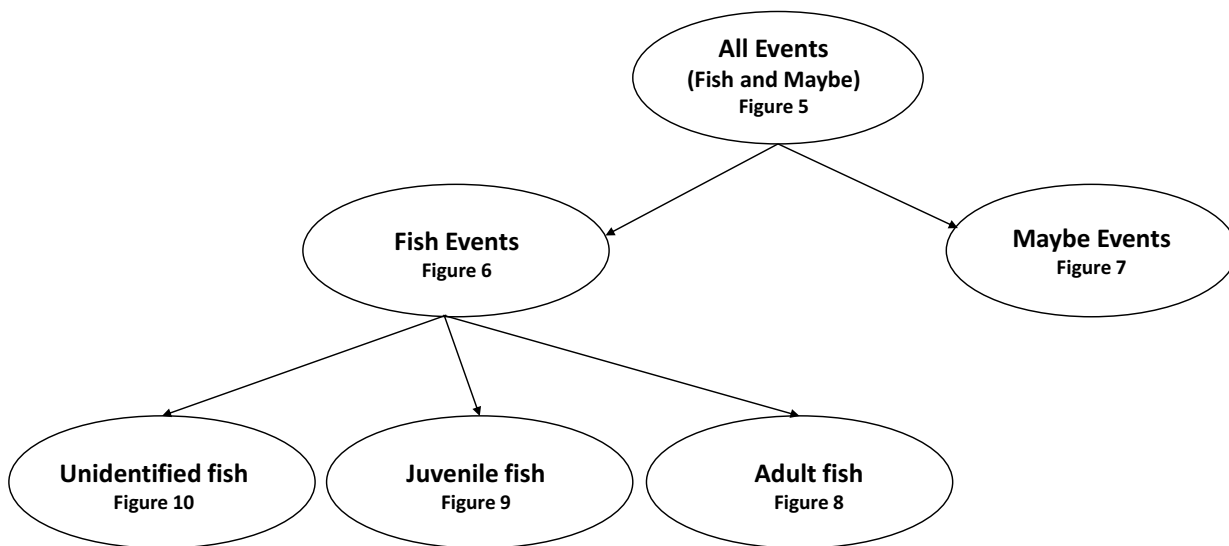 All Events
(Fish and Maybe)
Figure 5
Fish Events
Figure 6
Maybe Events
Figure 7
Unidentified fish
Figure 10
Juvenile fish
Figure 9
Adult fish
Figure 8